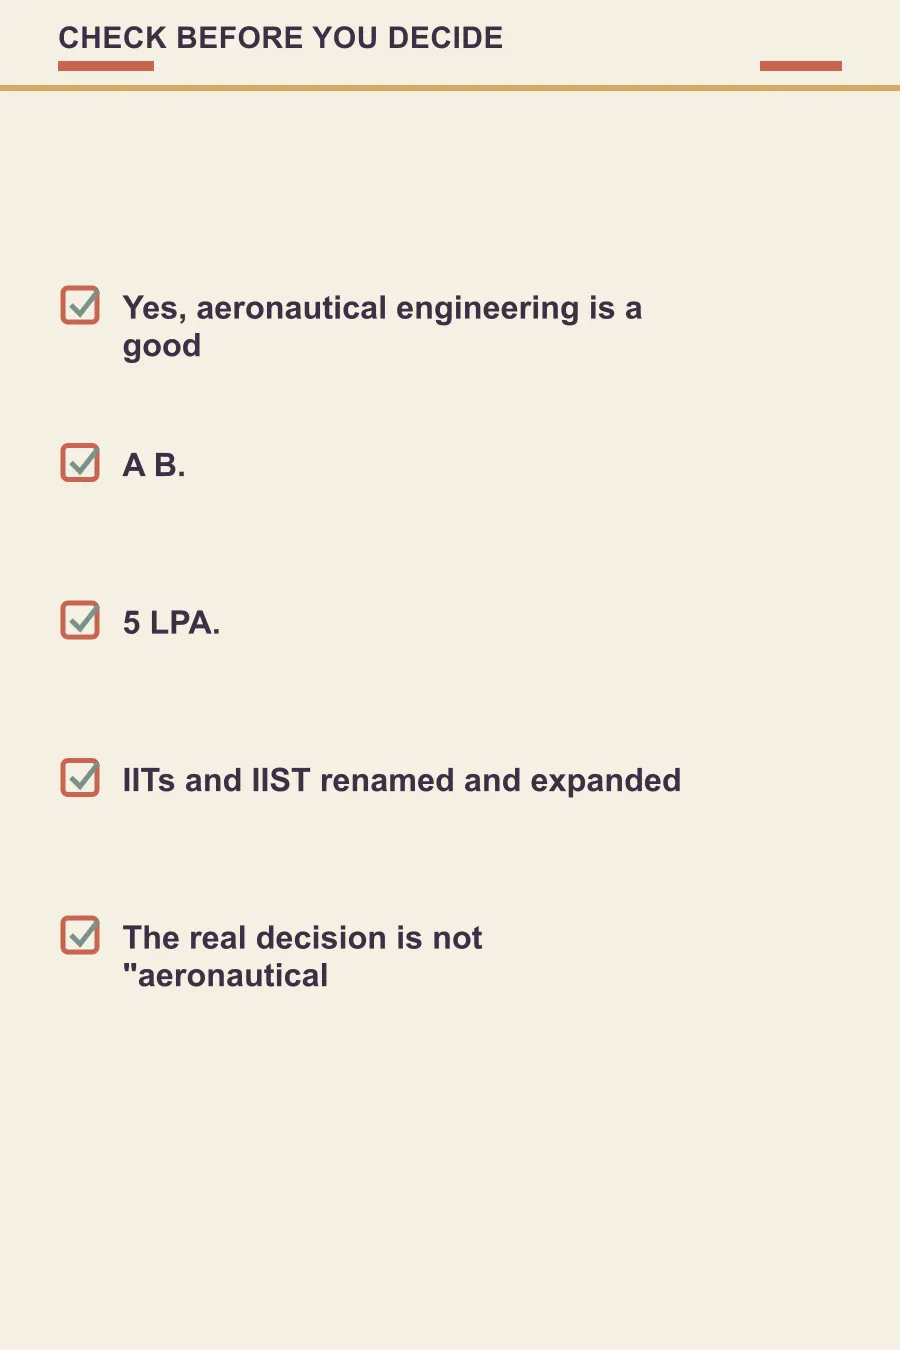 CHECK BEFORE YOU DECIDE
Yes, aeronautical engineering is a
good
A B.
5 LPA.
IITs and IIST renamed and expanded
The real decision is not
"aeronautical